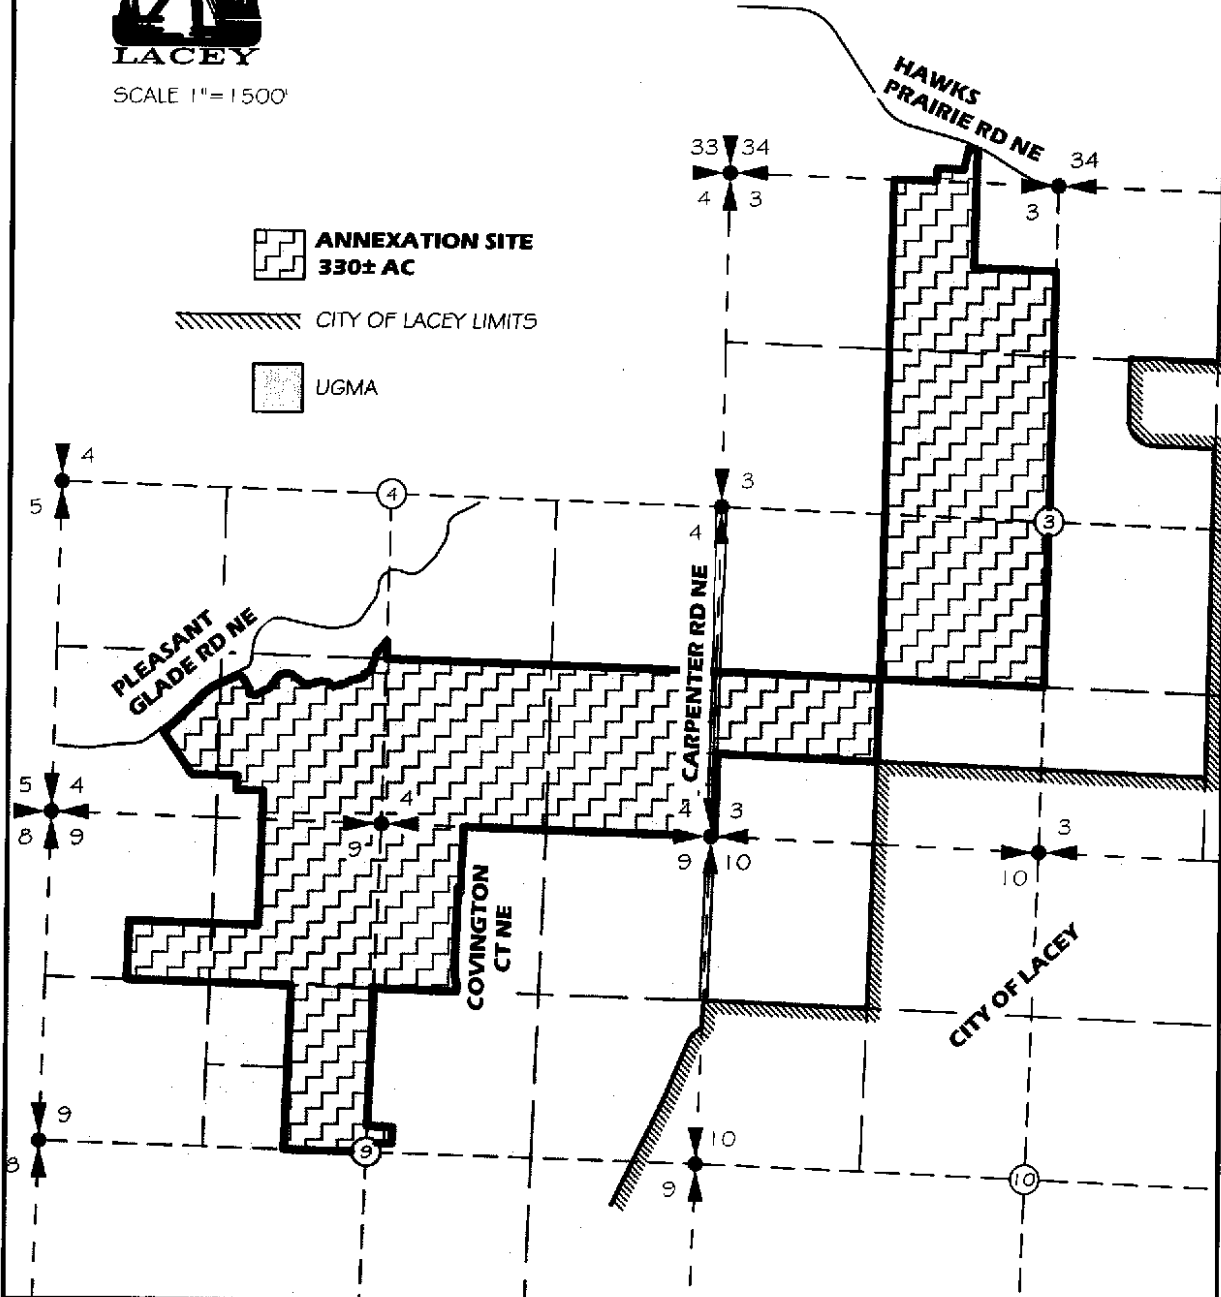 LACEY
SCALE 1"=1500'
HAWKS
PRAIRIE RD NE
33 34
4 3
34
3
ANNEXATION SITE
330± AC
CITY OF LACEY LIMITS
UGMA
4
5
4
3
4
3
CARPENTER RD NE
PLEASANT
GLADE RD NE
5 4
8 9
4
9
4 3
9 10
3
10
COVINGTON
CT NE
CITY OF LACEY
9
8
9
10
9
10